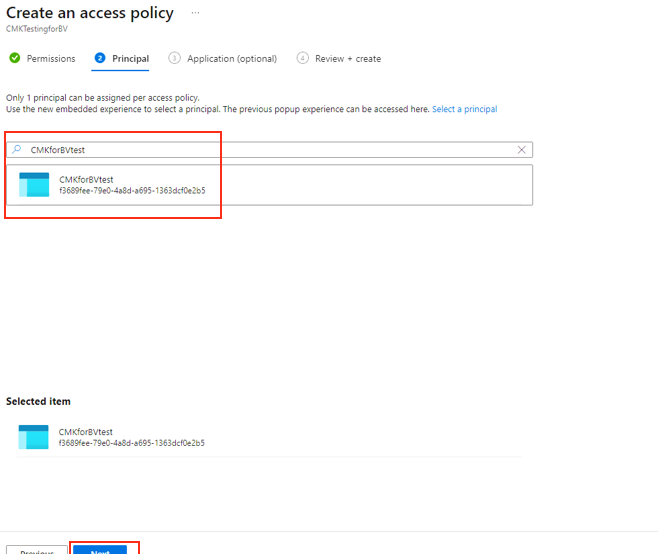 Create an access policy ...
CMKTestingforBV
Permissions 2 Principal 3 Application (optional) 4 Review + create
Only 1 principal can be assigned per access policy.
Use the new embedded experience to select a principal. The previous popup experience can be accessed here. Select a principal
CMKforBVtest
CMKforBVtest
f3689fee-79e0-4a8d-a695-1363dcf0e2b5
Selected item
CMKforBVtest
f3689fee-79e0-4a8d-a695-1363dcf0e2b5
Previous Next